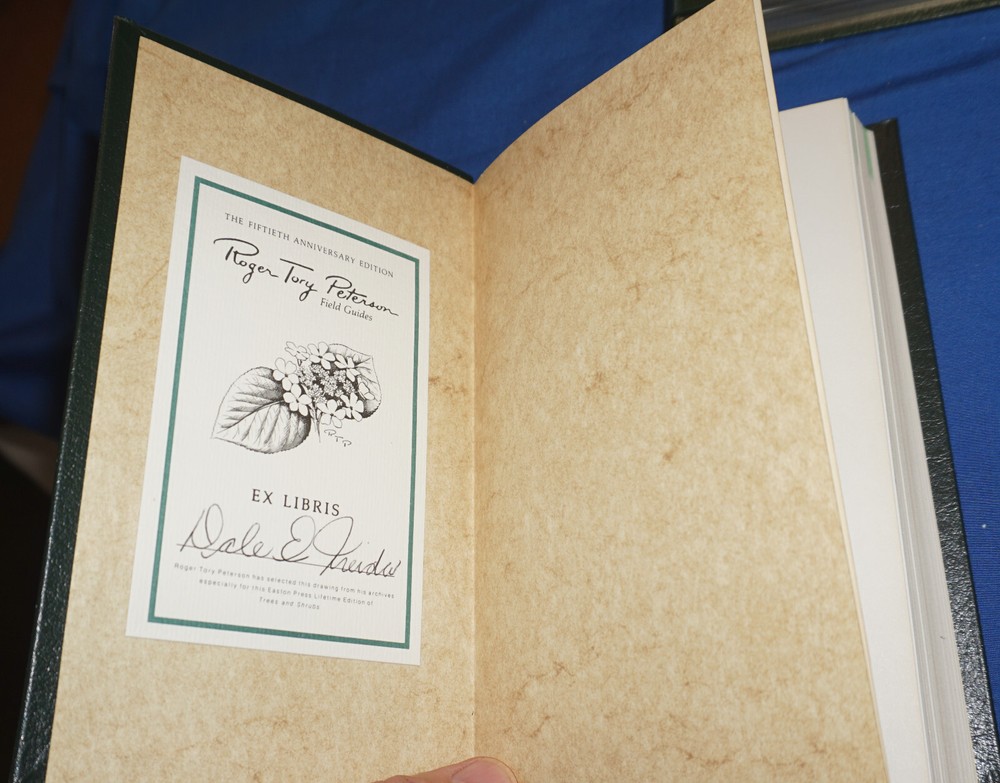 THE FIFTIETH ANNIVERSARY EDITION
Roger Tory Peterson
Field Guides
RTP
EX LIBRIS
Dale E
Roger Tory Peterson has selected this drawing from his archives
especially for this Easton Press Lifetime Edition of
Trees and Shrubs